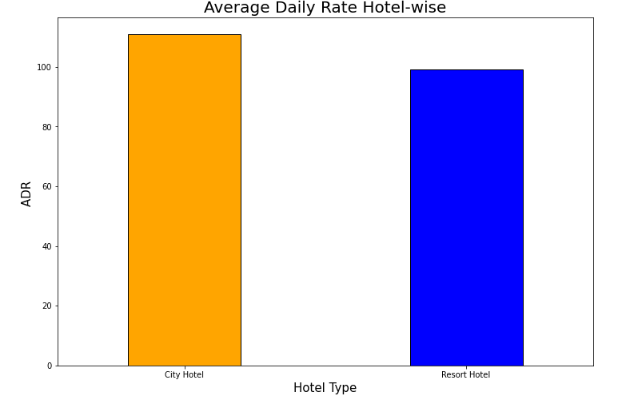 Average Daily Rate Hotel-wise
100
80
60
40
20
0
ADR
City Hotel
Resort Hotel
Hotel Type